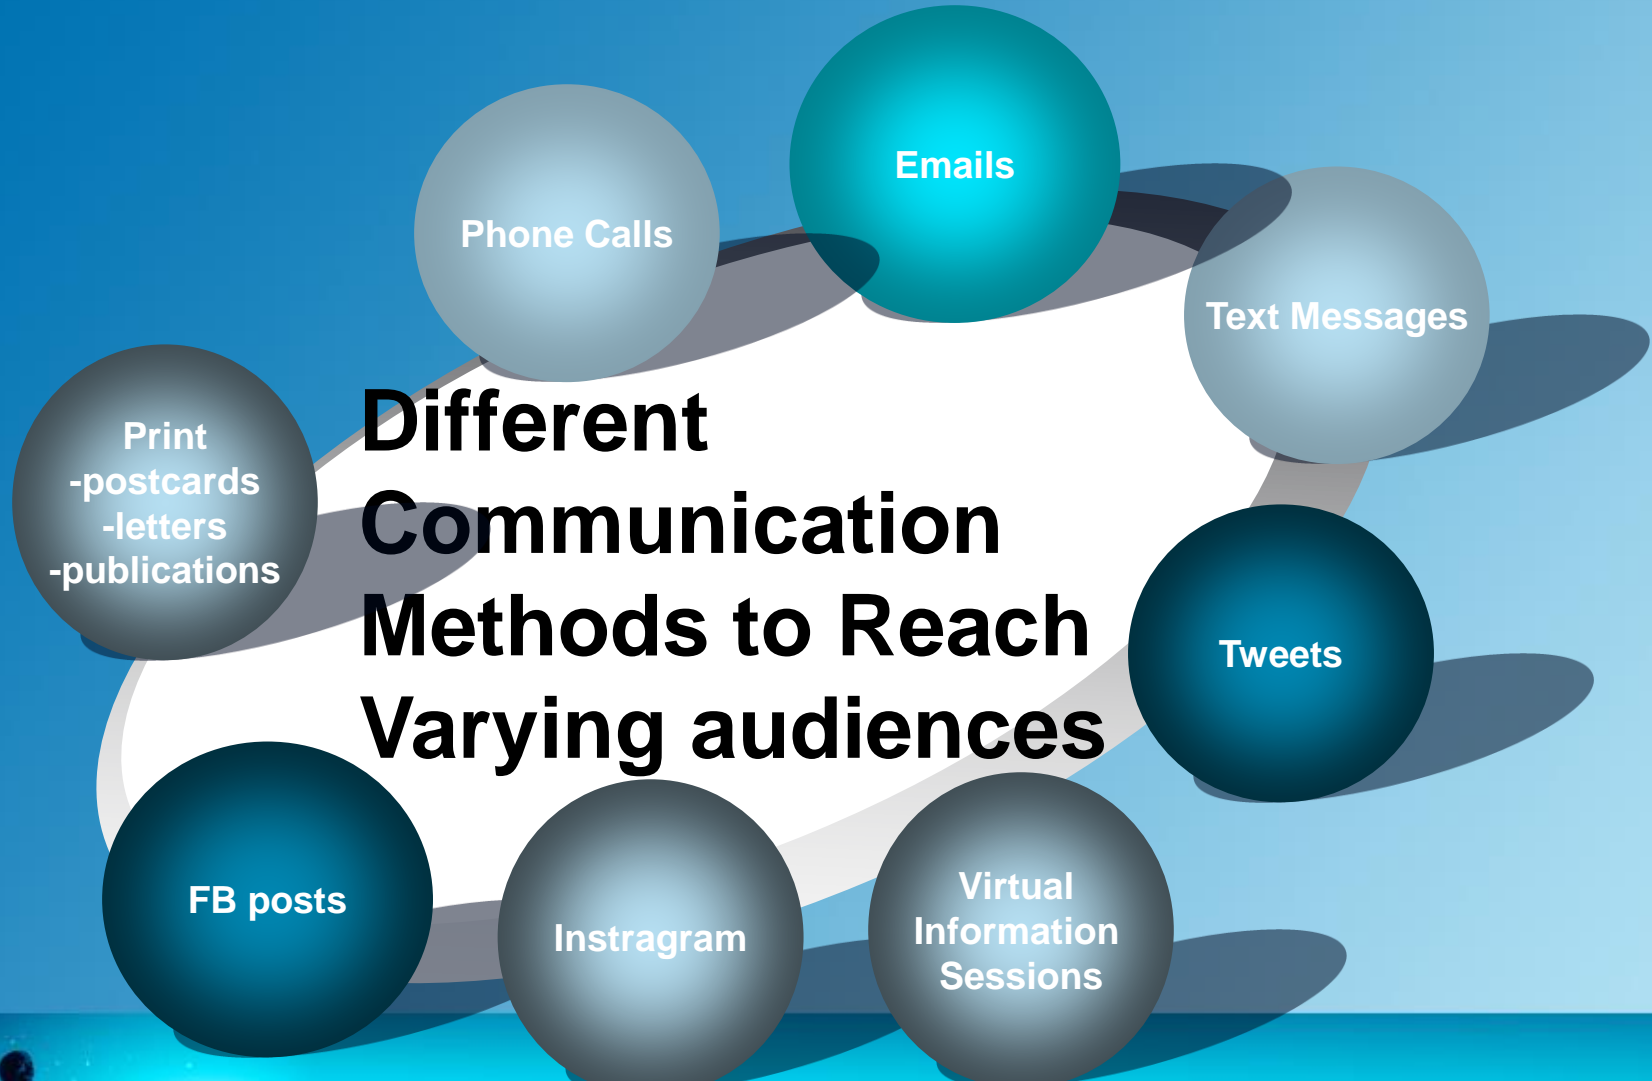 Emails
Phone Calls
Text Messages
Print
-postcards
-letters
-publications
Different
Communication
Methods to Reach
Varying audiences
Tweets
FB posts
Instragram
Virtual
Information
Sessions